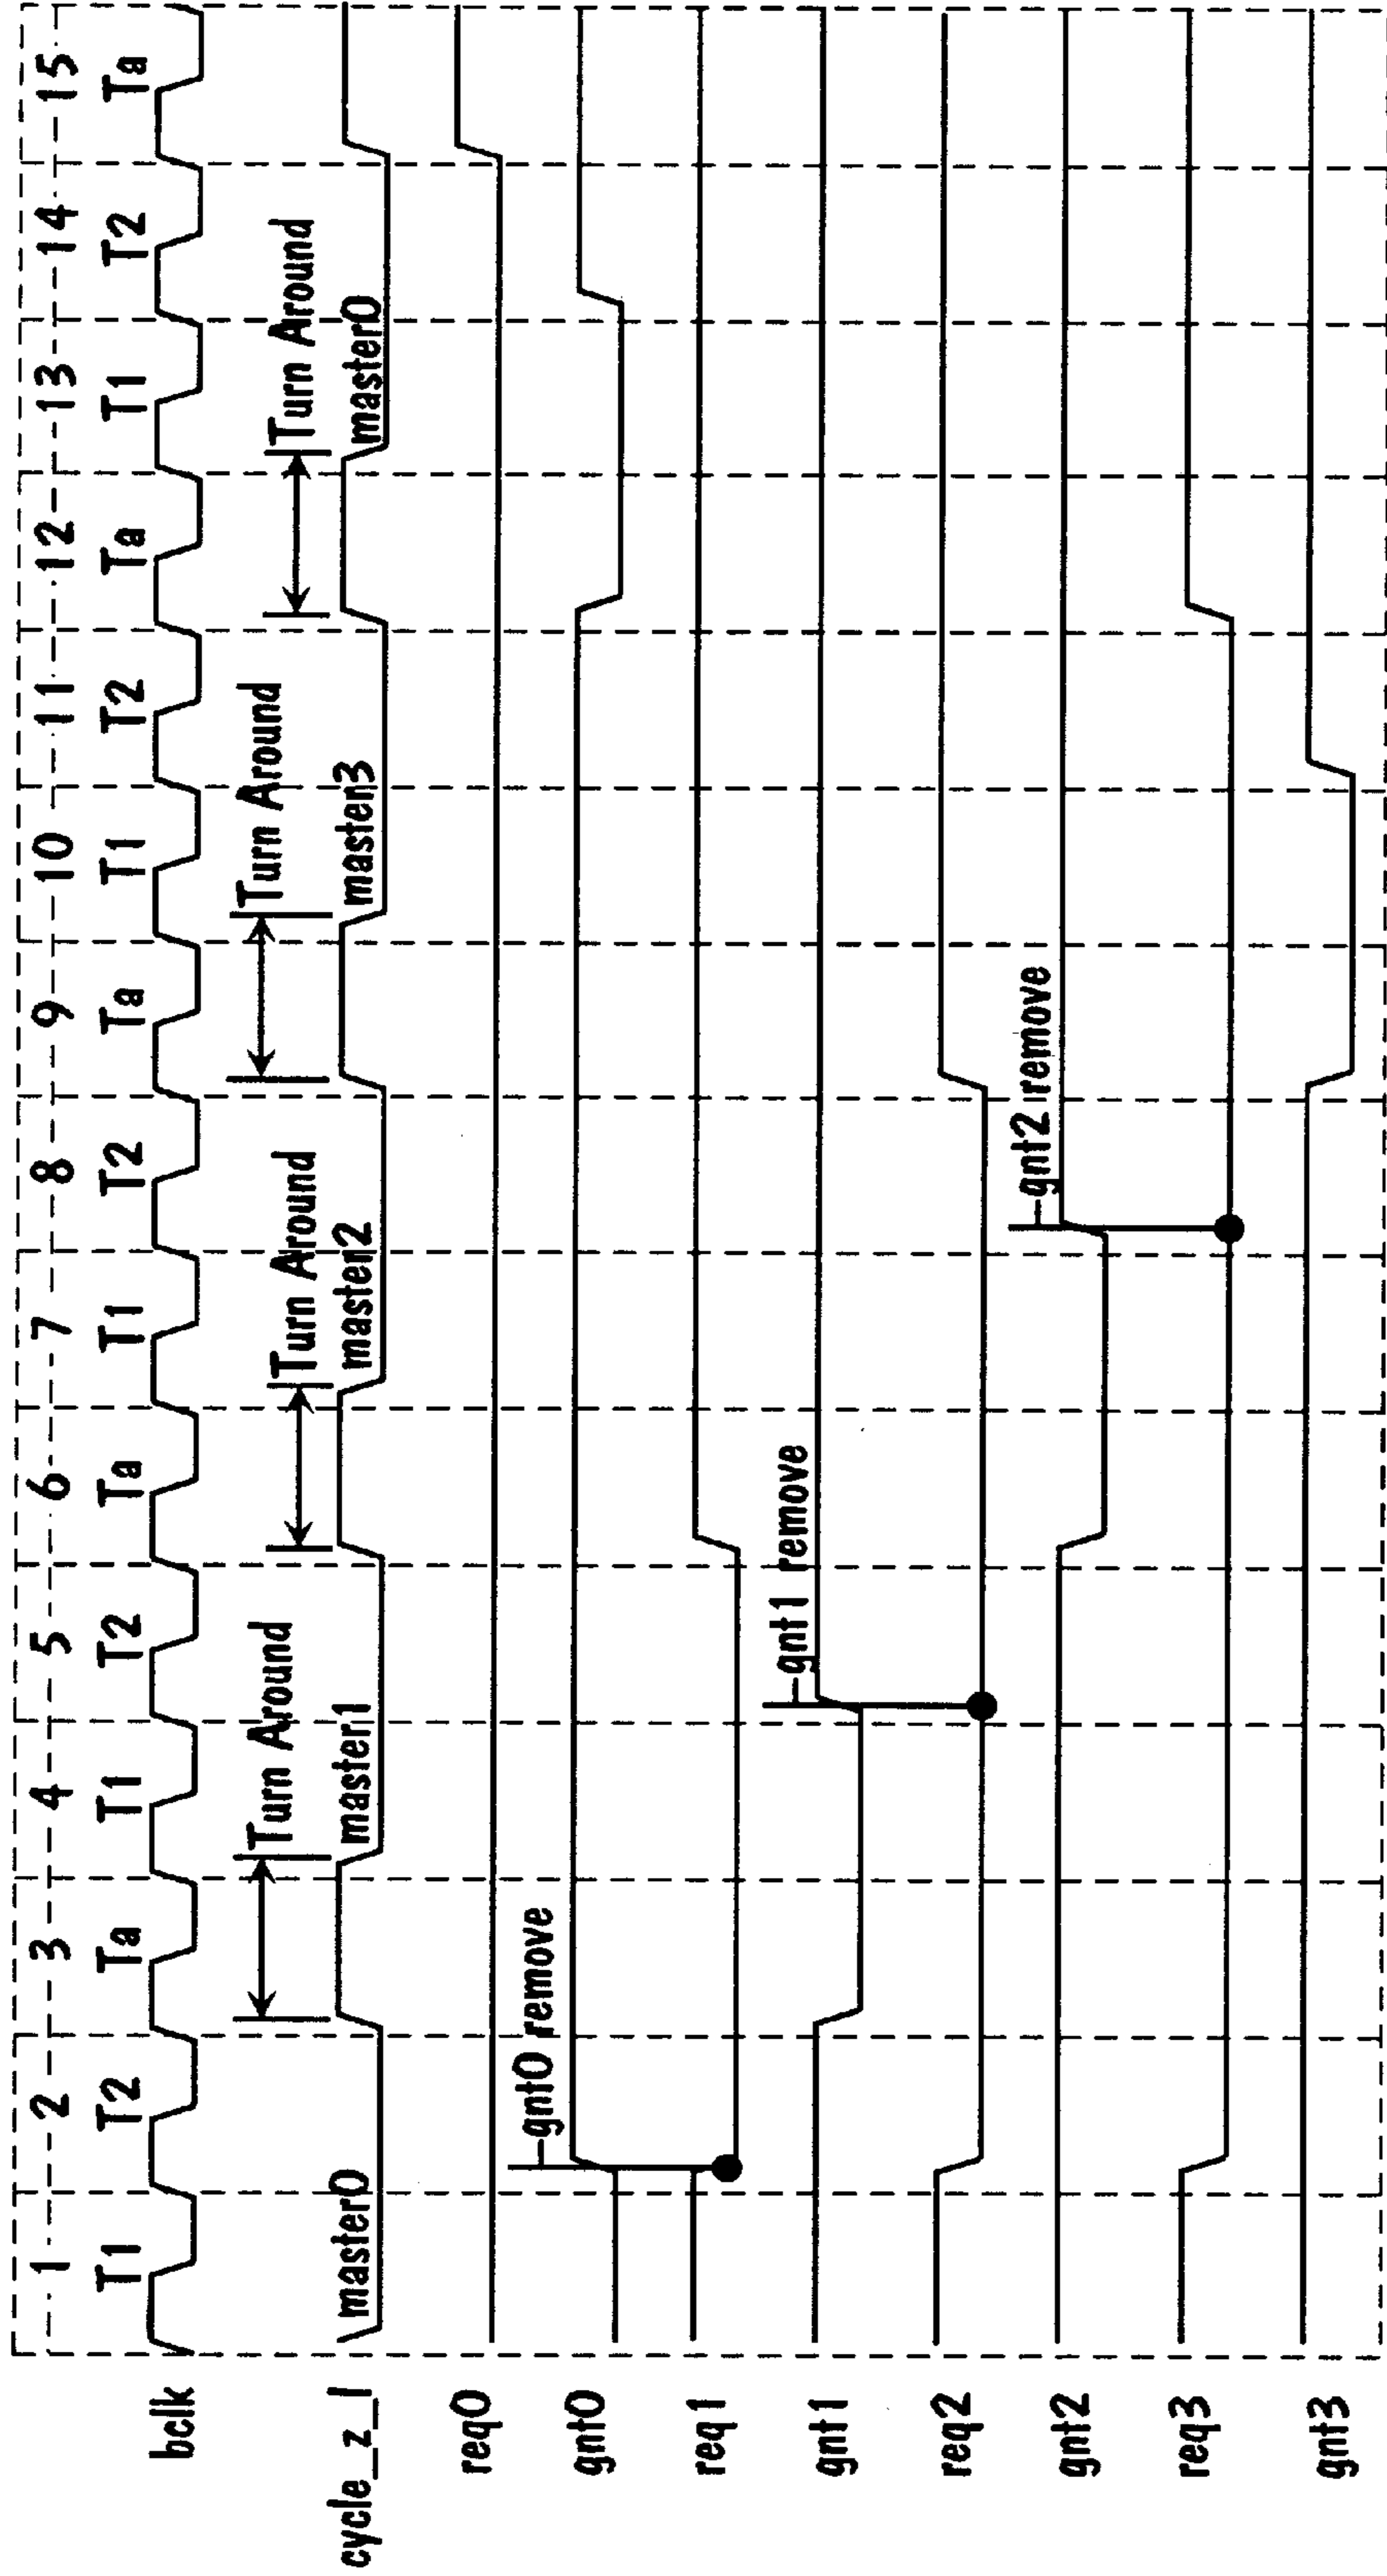 1 2 3 4 5 6 7 8 9 10 11 12 13 14 15
T1 T2 Ta T1 T2 Ta T1 T2 Ta T1 T2 Ta T1 T2 Ta
bclk
Turn Around Turn Around Turn Around Turn Around
cycle_z_l master0 master1 master2 master3 master0
req0
gnt0 remove
gnt0
req1
gnt1 remove
gnt1
req2
gnt2 remove
gnt2
req3
gnt3